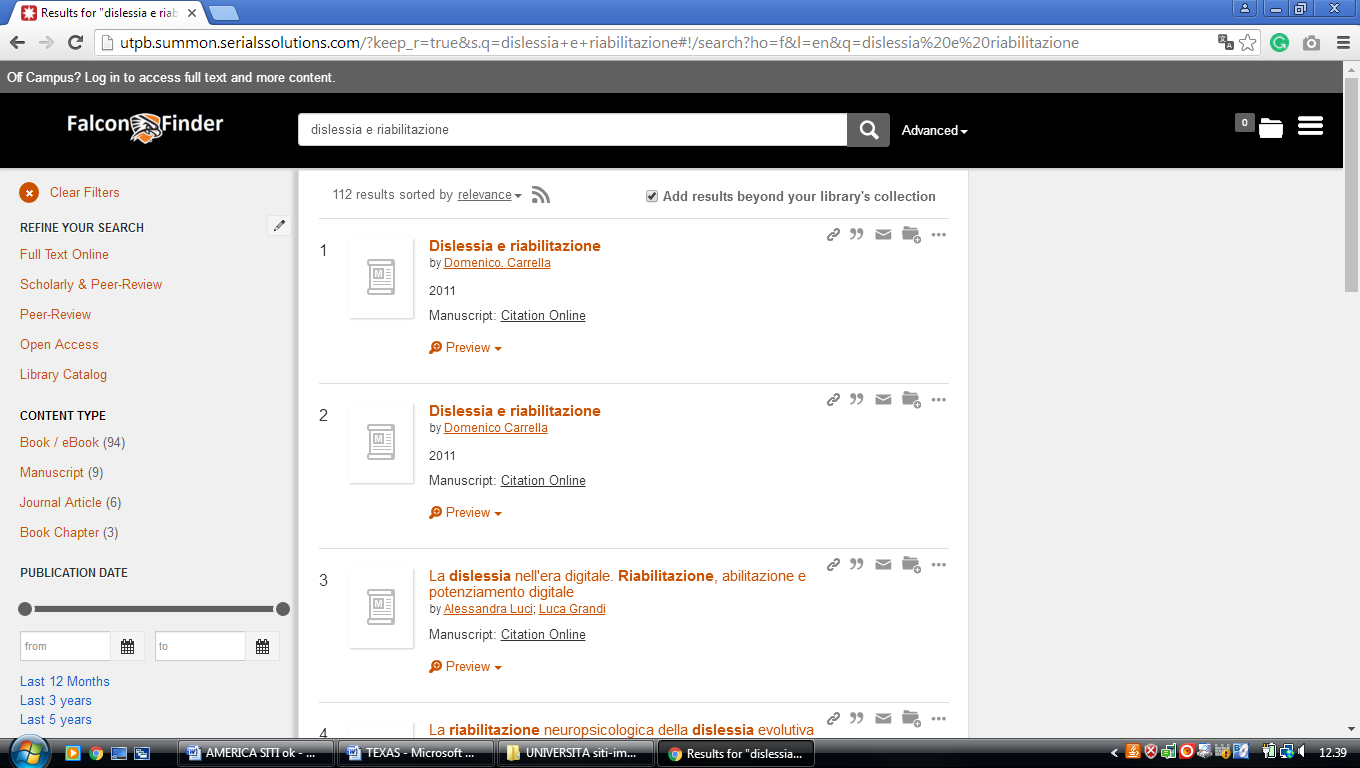 Results for "dislessia e riab
utpb.summon.serialssolutions.com/?keep_r=true&s.q=dislessia+e+riabilitazione#!/search?ho=f&l=en&q=dislessia%20e%20riabilitazione
Off Campus? Log in to access full text and more content.
Falcon Finder
dislessia e riabilitazione
Advanced
0
Clear Filters
REFINE YOUR SEARCH
Full Text Online
Scholarly & Peer-Review
Peer-Review
Open Access
Library Catalog
CONTENT TYPE
Book / eBook (94)
Manuscript (9)
Journal Article (6)
Book Chapter (3)
PUBLICATION DATE
from
to
Last 12 Months
Last 3 years
Last 5 years
112 results sorted by relevance
Add results beyond your library's collection
1
Dislessia e riabilitazione
by Domenico. Carrella
2011
Manuscript: Citation Online
Preview
2
Dislessia e riabilitazione
by Domenico Carrella
2011
Manuscript: Citation Online
Preview
3
La dislessia nell'era digitale. Riabilitazione, abilitazione e
potenziamento digitale
by Alessandra Luci; Luca Grandi
Manuscript: Citation Online
Preview
4
La riabilitazione neuropsicologica della dislessia evolutiva
AMERICA SITI ok - ...
TEXAS - Microsoft ...
UNIVERSITA siti-im...
Results for "dislessia...
12.39